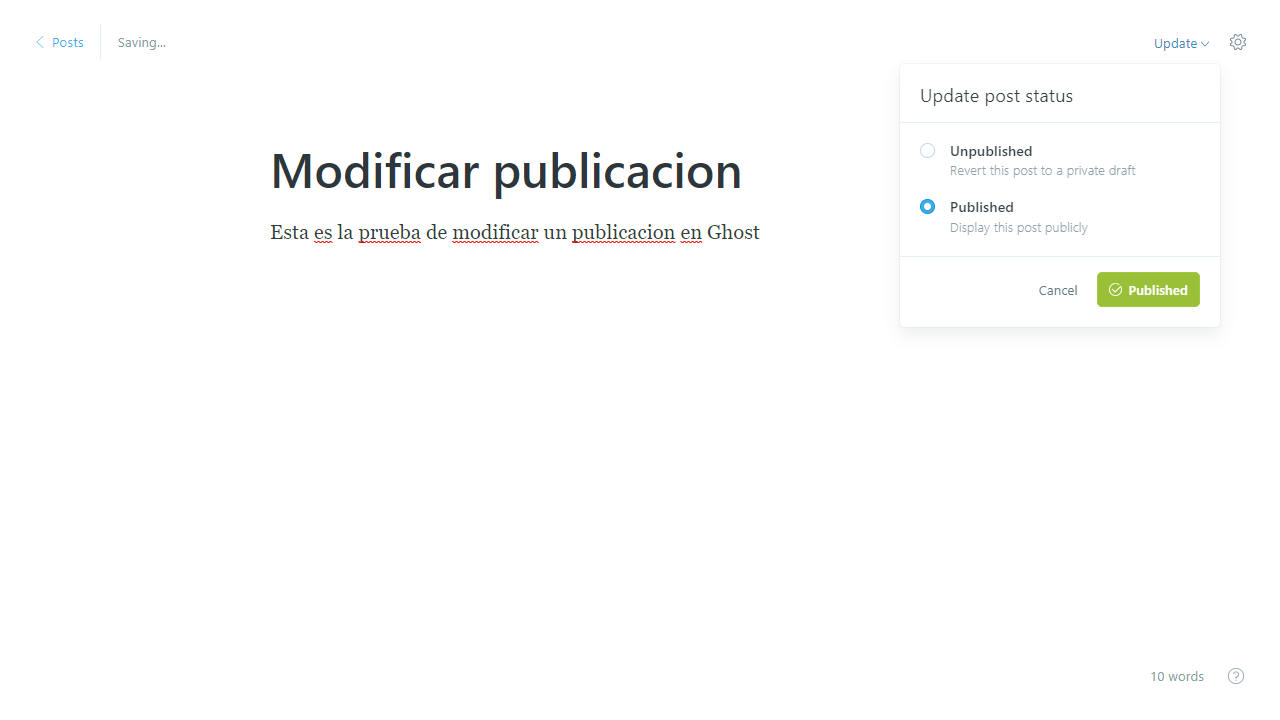 Posts
Saving...
Update
Update post status
Unpublished
Revert this post to a private draft
Published
Display this post publicly
Cancel
Published
Modificar publicacion
Esta es la prueba de modificar un publicacion en Ghost
10 words
?